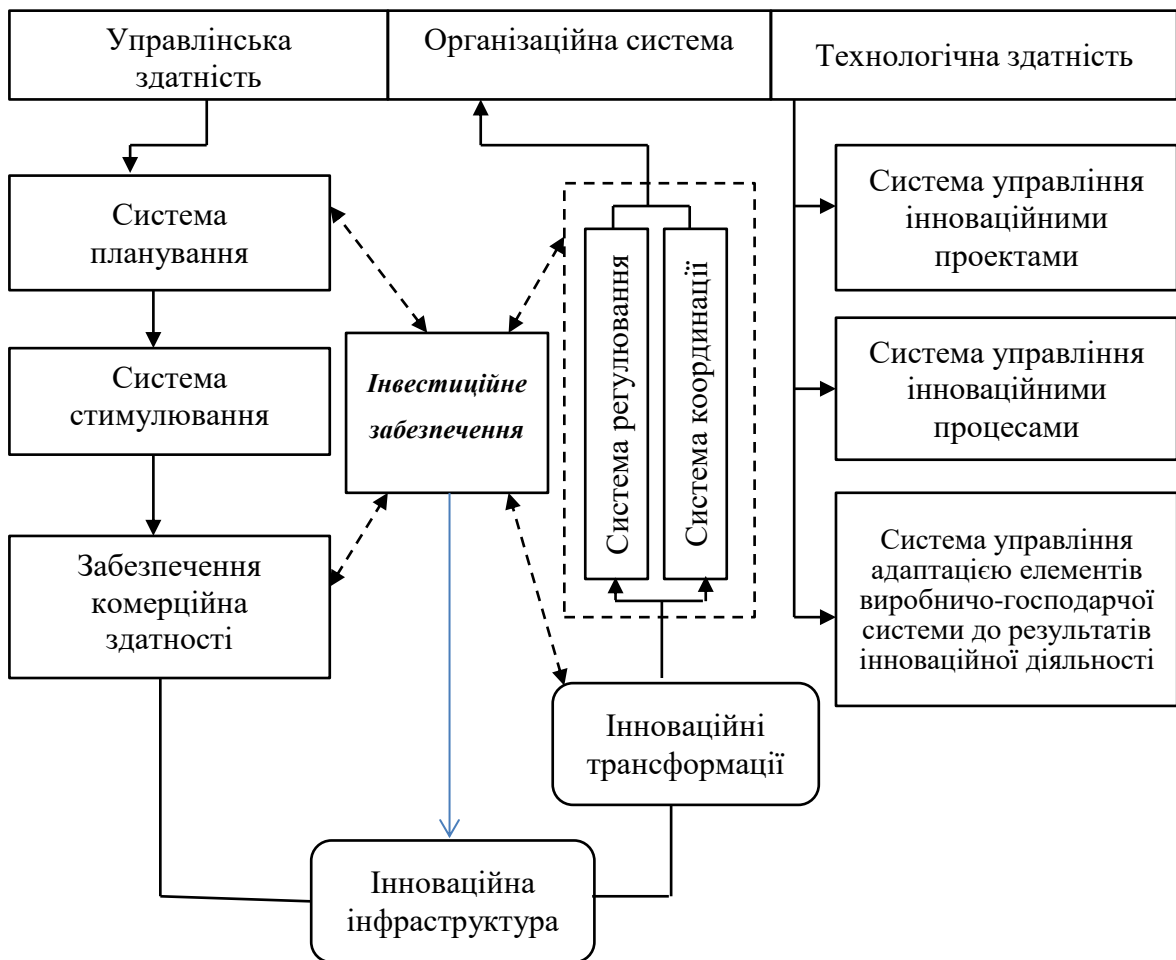 Управлінська
здатність
Організаційна система
Технологічна здатність
Система
планування
Система
стимулювання
Забезпечення
комерційна
здатності
Інвестиційне
забезпечення
Система регулювання
Система координації
Система управління
інноваційними
проектами
Система управління
інноваційними
процесами
Система управління
адаптацією елементів
виробничо-господарчої
системи до результатів
інноваційної діяльності
Інноваційні
трансформації
Інноваційна
інфраструктура